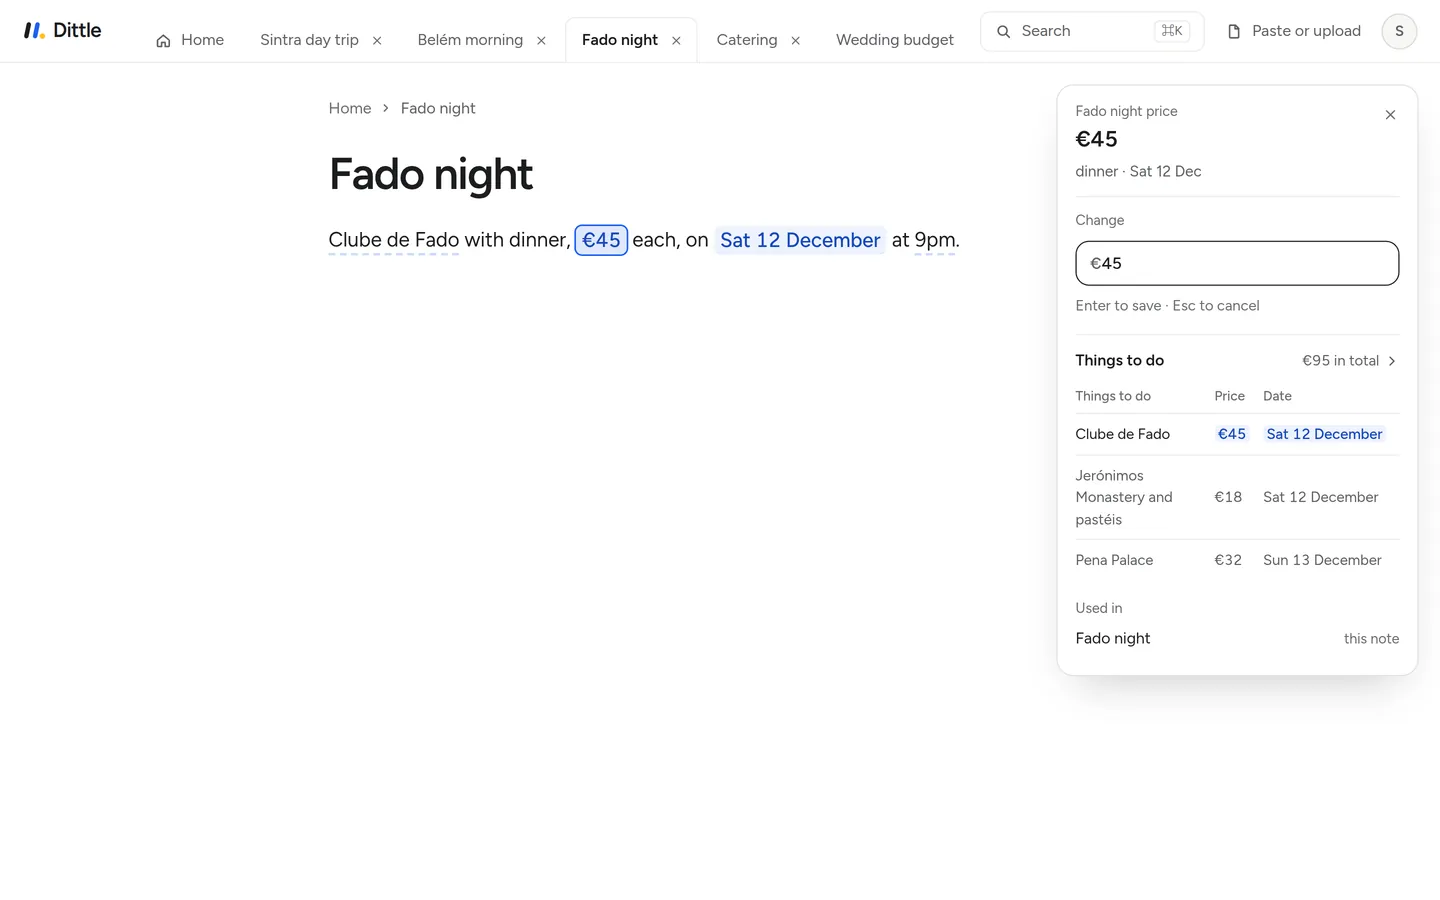 Dittle
Home
Sintra day trip
Belém morning
Fado night
Catering
Wedding budget
Search
⌘K
Paste or upload
S
Home > Fado night
Fado night
Clube de Fado with dinner, €45 each, on Sat 12 December at 9pm.
Fado night price
€45
dinner · Sat 12 Dec
Change
€45
Enter to save · Esc to cancel
Things to do €95 in total >
Things to do Price Date
Clube de Fado €45 Sat 12 December
Jerónimos
Monastery and €18 Sat 12 December
pastéis
Pena Palace €32 Sun 13 December
Used in
Fado night this note